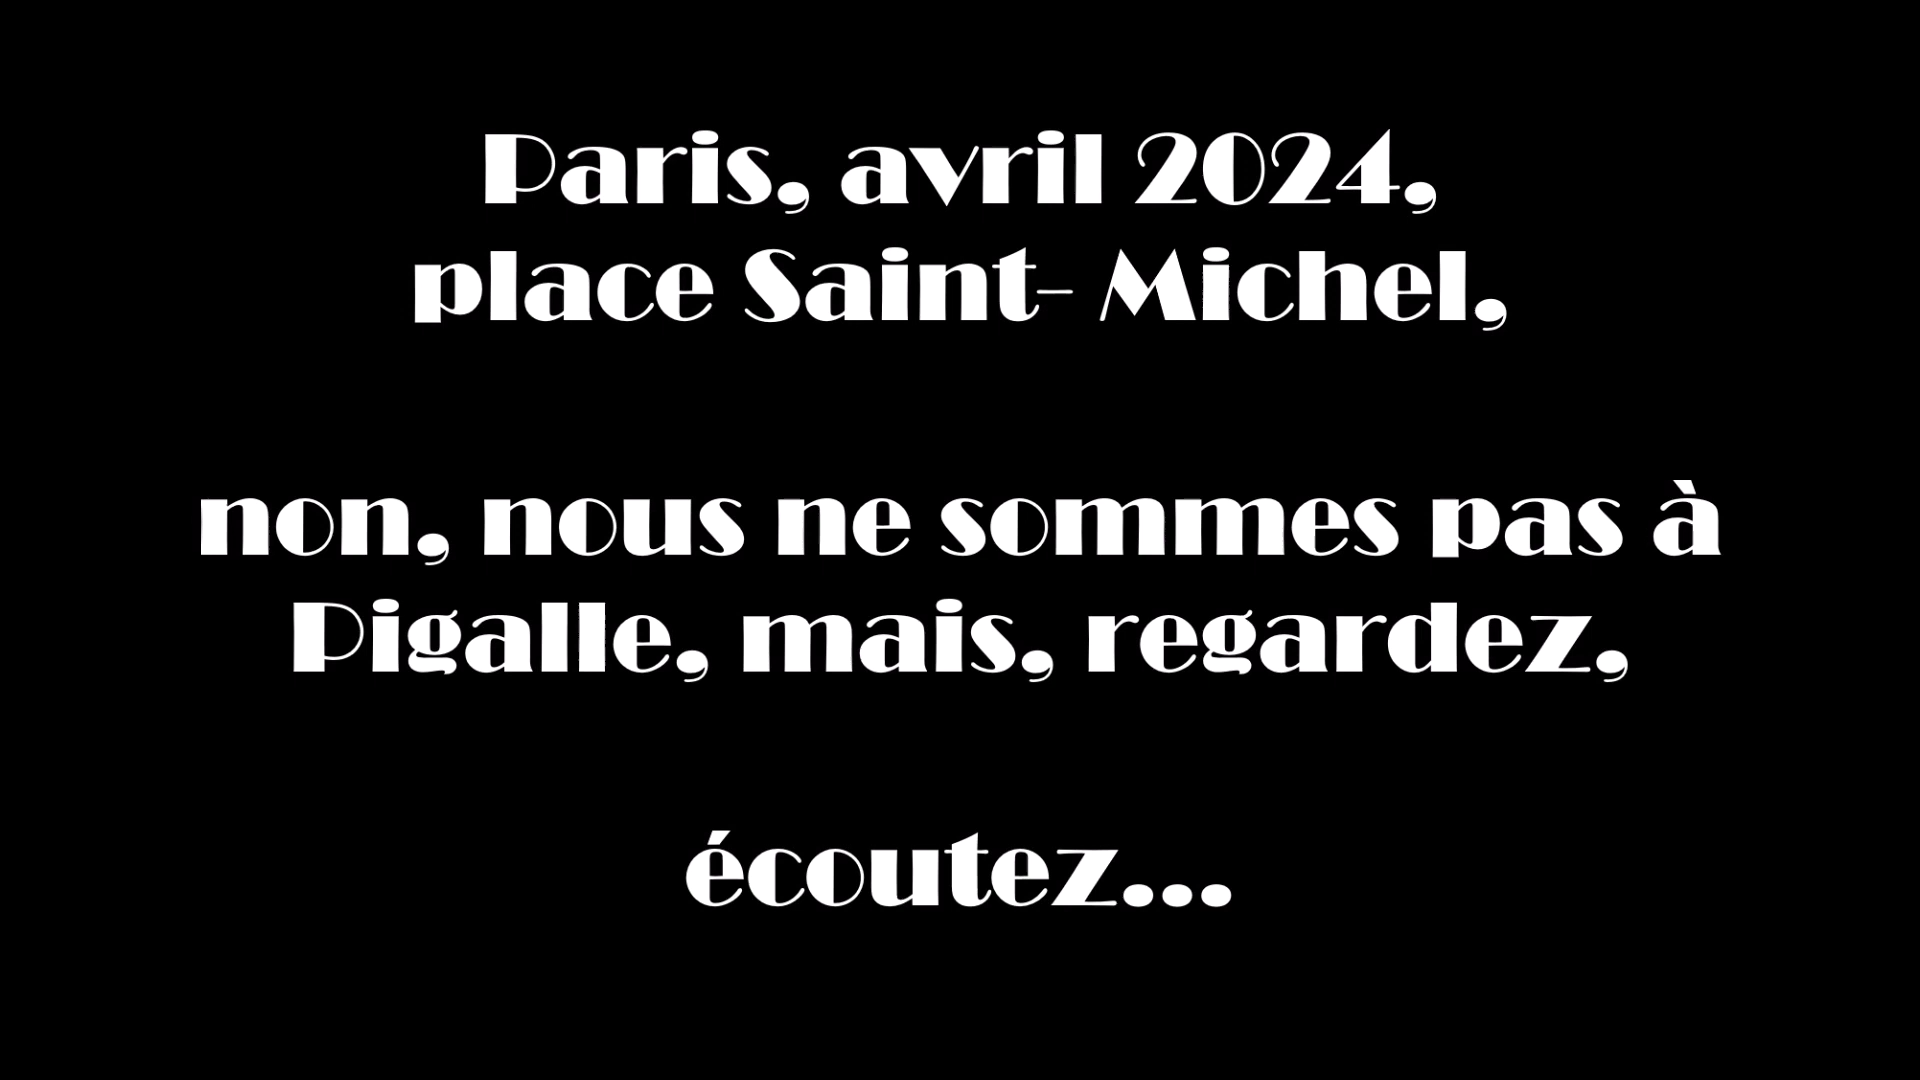 Paris, avril 2024,
place Saint- Michel,
non, nous ne sommes pas à
Pigalle, mais, regardez,
écoutez...